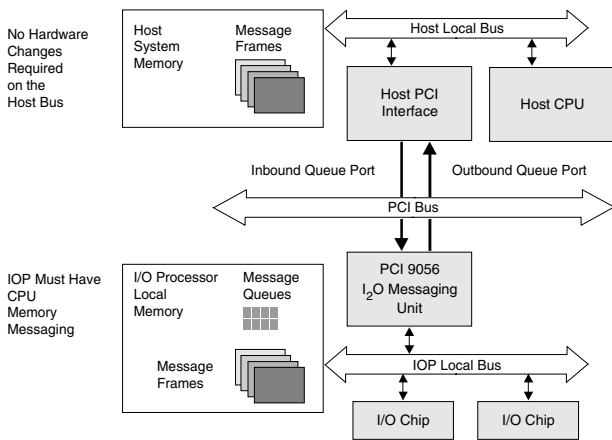 No Hardware
Changes
Required
on the
Host Bus
Host
System
Memory
Message
Frames
Host Local Bus
Host PCI
Interface
Host CPU
Inbound Queue Port
Outbound Queue Port
PCI Bus
IOP Must Have
CPU
Memory
Messaging
I/O Processor
Local
Memory
Message
Queues
Message
Frames
PCI 9056
I2O Messaging
Unit
IOP Local Bus
I/O Chip
I/O Chip